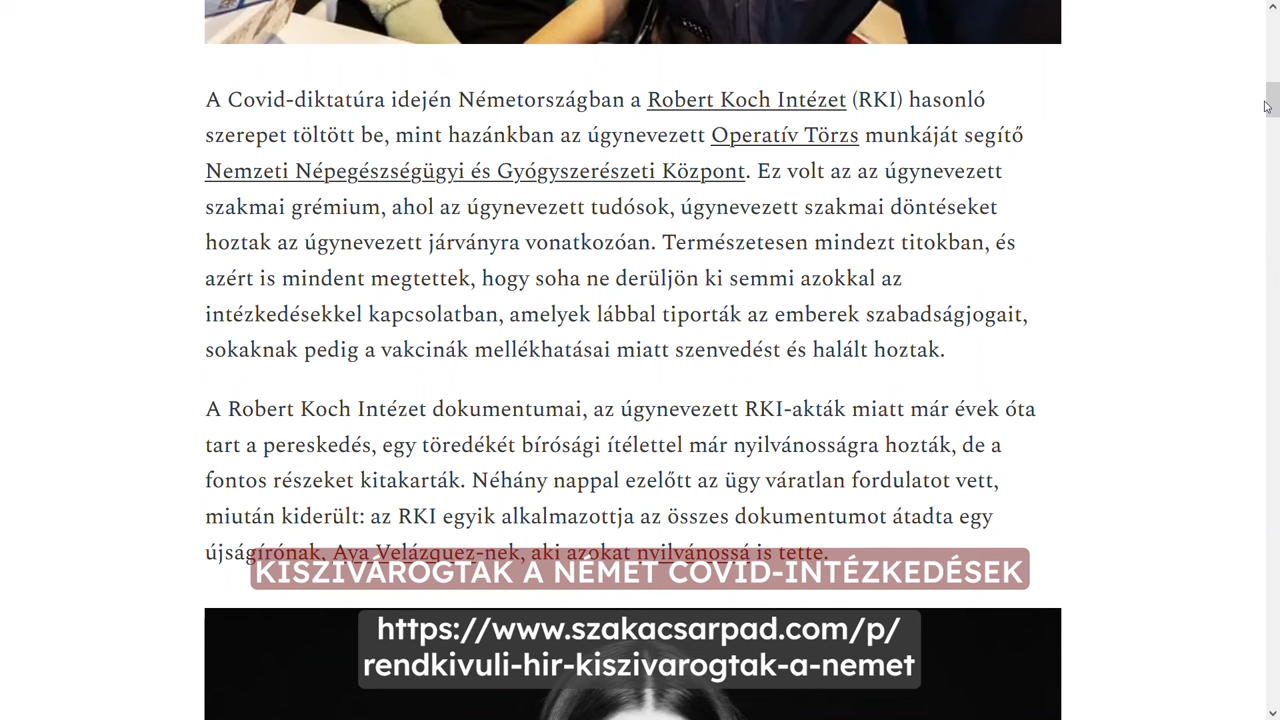 A Covid-diktatúra idején Németországban a Robert Koch Intézet (RKI) hasonló
szerepet töltött be, mint hazánkban az úgynevezett Operatív Törzs munkáját segítő
Nemzeti Népegészségügyi és Gyógyszerészeti Központ. Ez volt az az úgynevezett
szakmai grémium, ahol az úgynevezett tudósok, úgynevezett szakmai döntéseket
hoztak az úgynevezett járványra vonatkozóan. Természetesen mindezt titokban, és
azért is mindent megtettek, hogy soha ne derüljön ki semmi azokkal az
intézkedésekkel kapcsolatban, amelyek lábbal tiporták az emberek szabadságjogait,
sokaknak pedig a vakcinák mellékhatásai miatt szenvedést és halált hoztak.
A Robert Koch Intézet dokumentumai, az úgynevezett RKI-akták miatt már évek óta
tart a pereskedés, egy töredékét bírósági ítélettel már nyilvánosságra hozták, de a
fontos részeket kitakarták. Néhány nappal ezelőtt az ügy váratlan fordulatot vett,
miután kiderült: az RKI egyik alkalmazottja az összes dokumentumot átadta egy
újságírónak, Aya Velázquez-nek, aki azokat nyilvánossá is tette.
KISZIVÁROGTAK A NÉMET COVID-INTÉZKEDÉSEK
https://www.szakacsarpad.com/p/
rendkivuli-hir-kiszivarogtak-a-nemet